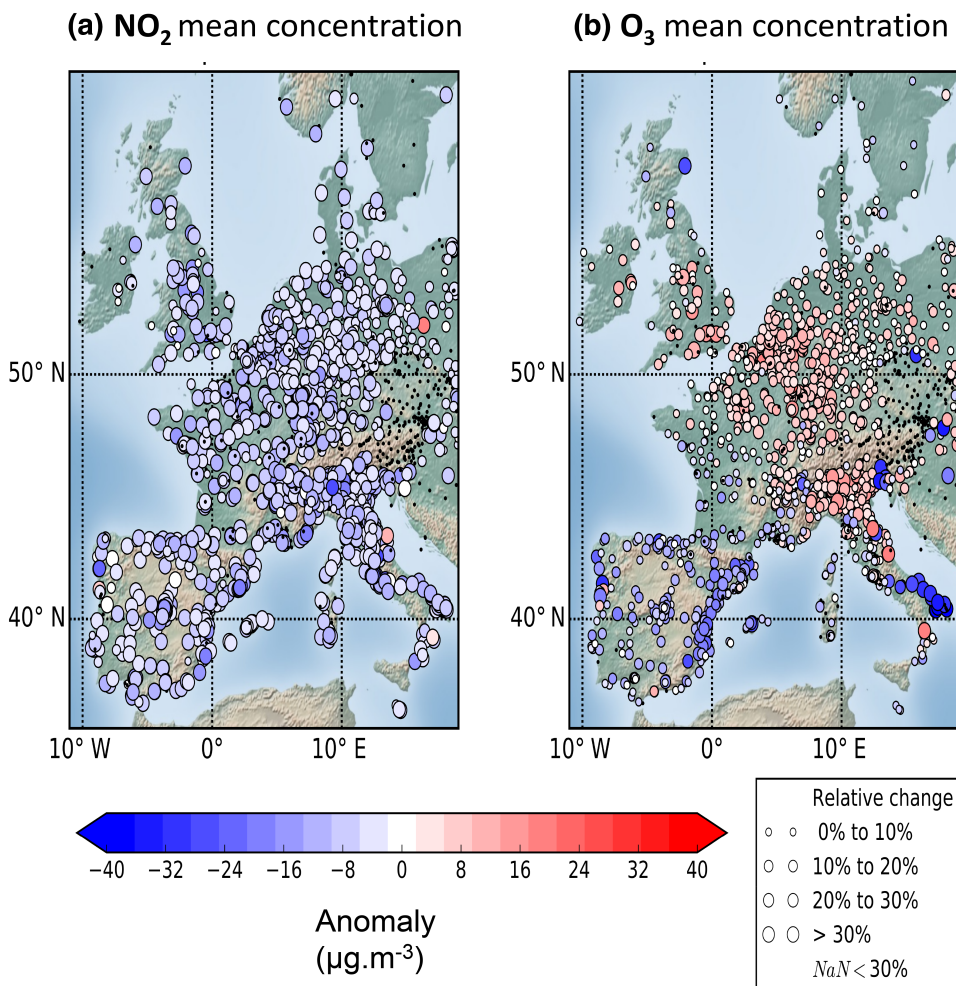 (a) NO₂ mean concentration
(b) O₃ mean concentration
50° N
40° N
10° W
0°
10° E
50° N
40° N
10° W
0°
10° E
−40 −32 −24 −16 −8 0 8 16 24 32 40
Anomaly
(µg.m⁻³)
Relative change
0% to 10%
10% to 20%
20% to 30%
> 30%
NaN < 30%